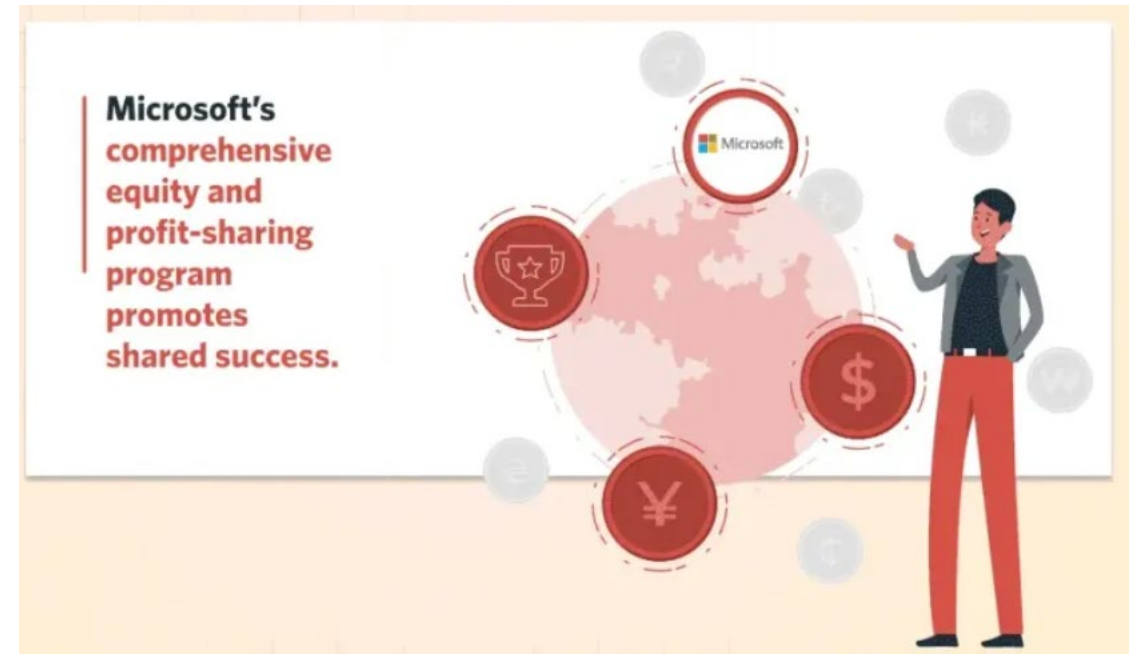 Microsoft's
comprehensive
equity and
profit-sharing
program
promotes
shared success.
Microsoft
$
¥